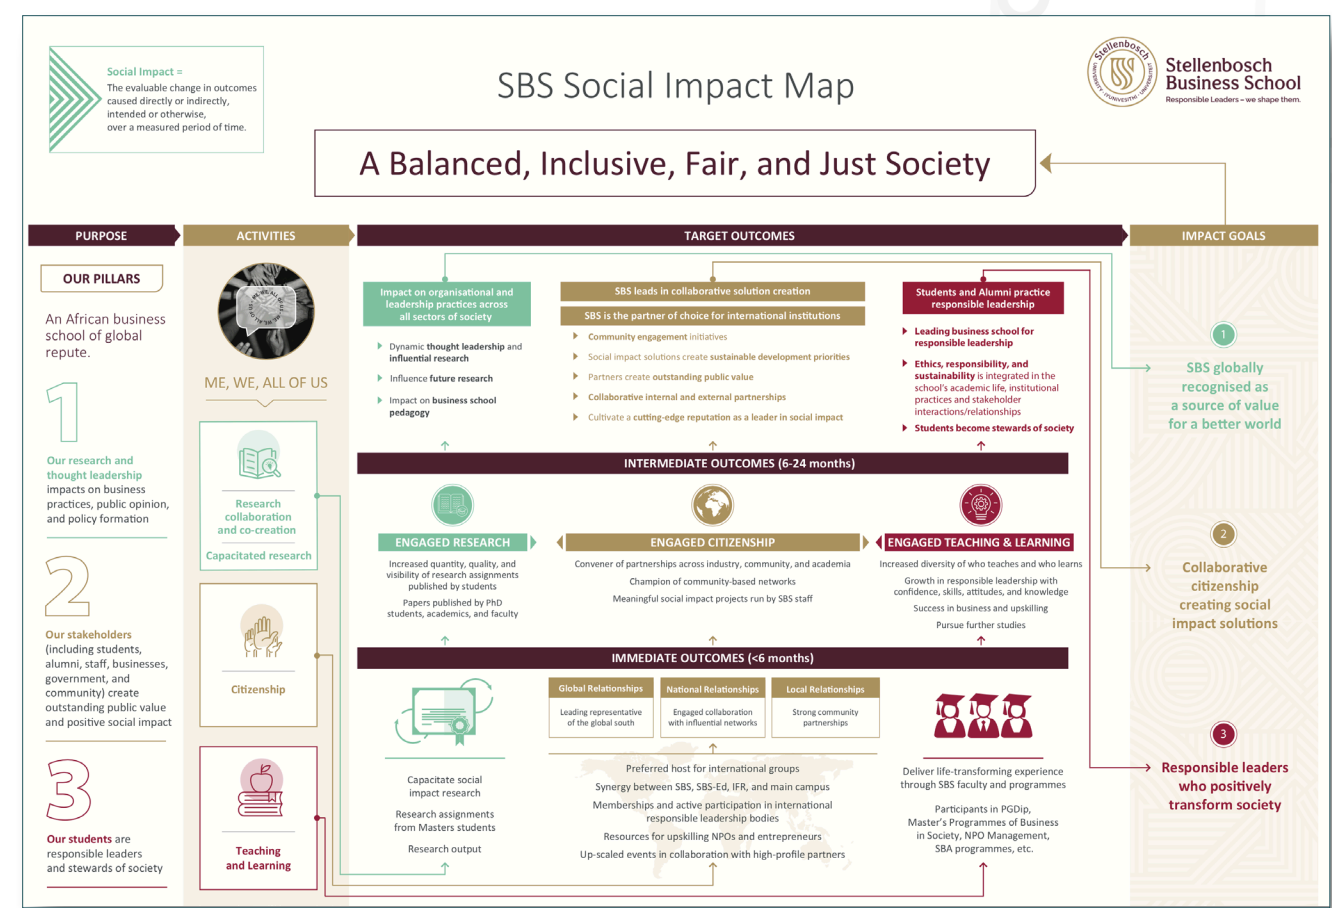 Social Impact =
The evaluable change in outcomes
caused directly or indirectly,
intended or otherwise,
over a measured period of time.
SBS Social Impact Map
Stellenbosch
UNIVERSITY
IYUNIVESITHI
UNIVERSITEIT
Stellenbosch
Business School
Responsible Leaders – we shape them.
A Balanced, Inclusive, Fair, and Just Society
PURPOSE
ACTIVITIES
TARGET OUTCOMES
IMPACT GOALS
OUR PILLARS
An African business
school of global
repute.
1
Our research and
thought leadership
impacts on business
practices, public opinion,
and policy formation
2
Our stakeholders
(including students,
alumni, staff, businesses,
government, and
community) create
outstanding public value
and positive social impact
3
Our students are
responsible leaders
and stewards of society
ME, WE, ALL OF US
Research
collaboration
and co-creation
Capacitated research
Citizenship
Teaching
and Learning
Impact on organisational and
leadership practices across
all sectors of society
Dynamic thought leadership and
influential research
Influence future research
Impact on business school
pedagogy
SBS leads in collaborative solution creation
SBS is the partner of choice for international institutions
Community engagement initiatives
Social impact solutions create sustainable development priorities
Partners create outstanding public value
Collaborative internal and external partnerships
Cultivate a cutting-edge reputation as a leader in social impact
Students and Alumni practice
responsible leadership
Leading business school for
responsible leadership
Ethics, responsibility, and
sustainability is integrated in the
school's academic life, institutional
practices and stakeholder
interactions/relationships
Students become stewards of society
INTERMEDIATE OUTCOMES (6-24 months)
ENGAGED RESEARCH
Increased quantity, quality, and
visibility of research assignments
published by students
Papers published by PhD
students, academics, and faculty
ENGAGED CITIZENSHIP
Convener of partnerships across industry, community, and academia
Champion of community-based networks
Meaningful social impact projects run by SBS staff
ENGAGED TEACHING & LEARNING
Increased diversity of who teaches and who learns
Growth in responsible leadership with
confidence, skills, attitudes, and knowledge
Success in business and upskilling
Pursue further studies
IMMEDIATE OUTCOMES (<6 months)
Capacitate social
impact research
Research assignments
from Masters students
Research output
Global Relationships
Leading representative
of the global south
National Relationships
Engaged collaboration
with influential networks
Local Relationships
Strong community
partnerships
Preferred host for international groups
Synergy between SBS, SBS-Ed, IFR, and main campus
Memberships and active participation in international
responsible leadership bodies
Resources for upskilling NPOs and entrepreneurs
Up-scaled events in collaboration with high-profile partners
Deliver life-transforming experience
through SBS faculty and programmes
Participants in PGDip,
Master's Programmes of Business
in Society, NPO Management,
SBA programmes, etc.
1
SBS globally
recognised as
a source of value
for a better world
2
Collaborative
citizenship
creating social
impact solutions
3
Responsible leaders
who positively
transform society